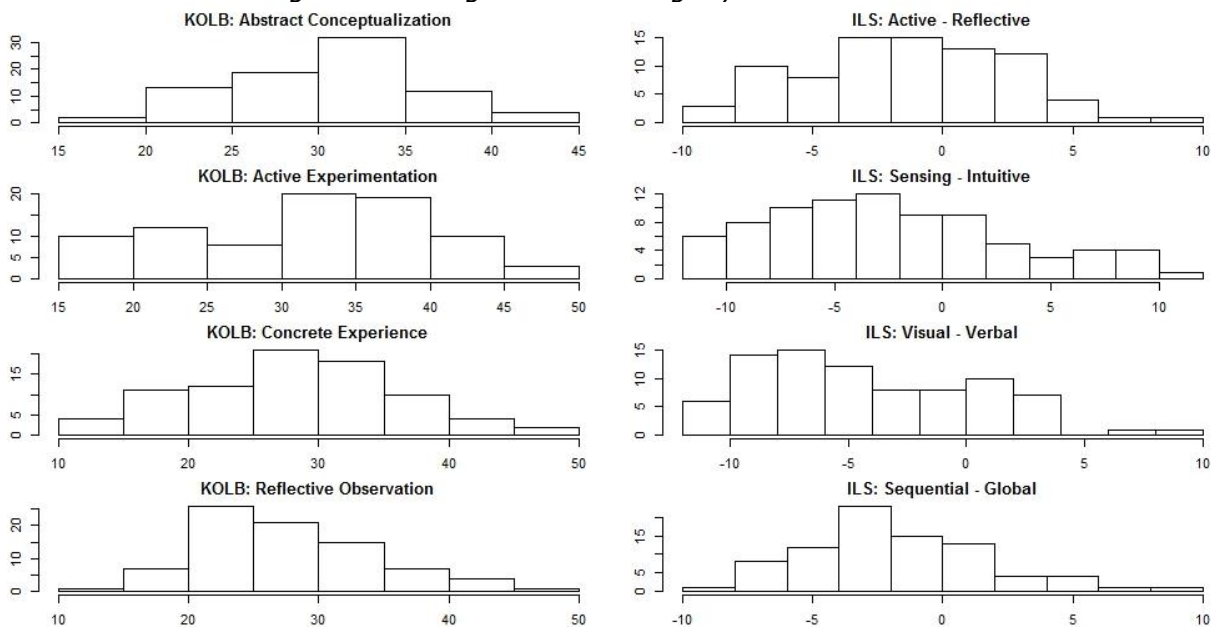 KOLB: Abstract Conceptualization
0 10 20 30
15 20 25 30 35 40 45
KOLB: Active Experimentation
0 5 10 20
15 20 25 30 35 40 45 50
KOLB: Concrete Experience
0 5 15
10 20 30 40 50
KOLB: Reflective Observation
0 10 20
10 20 30 40 50
ILS: Active - Reflective
0 5 10 15
-10 -5 0 5 10
ILS: Sensing - Intuitive
0 4 8 12
-10 -5 0 5 10
ILS: Visual - Verbal
0 5 10 15
-10 -5 0 5 10
ILS: Sequential - Global
0 5 15
-10 -5 0 5 10